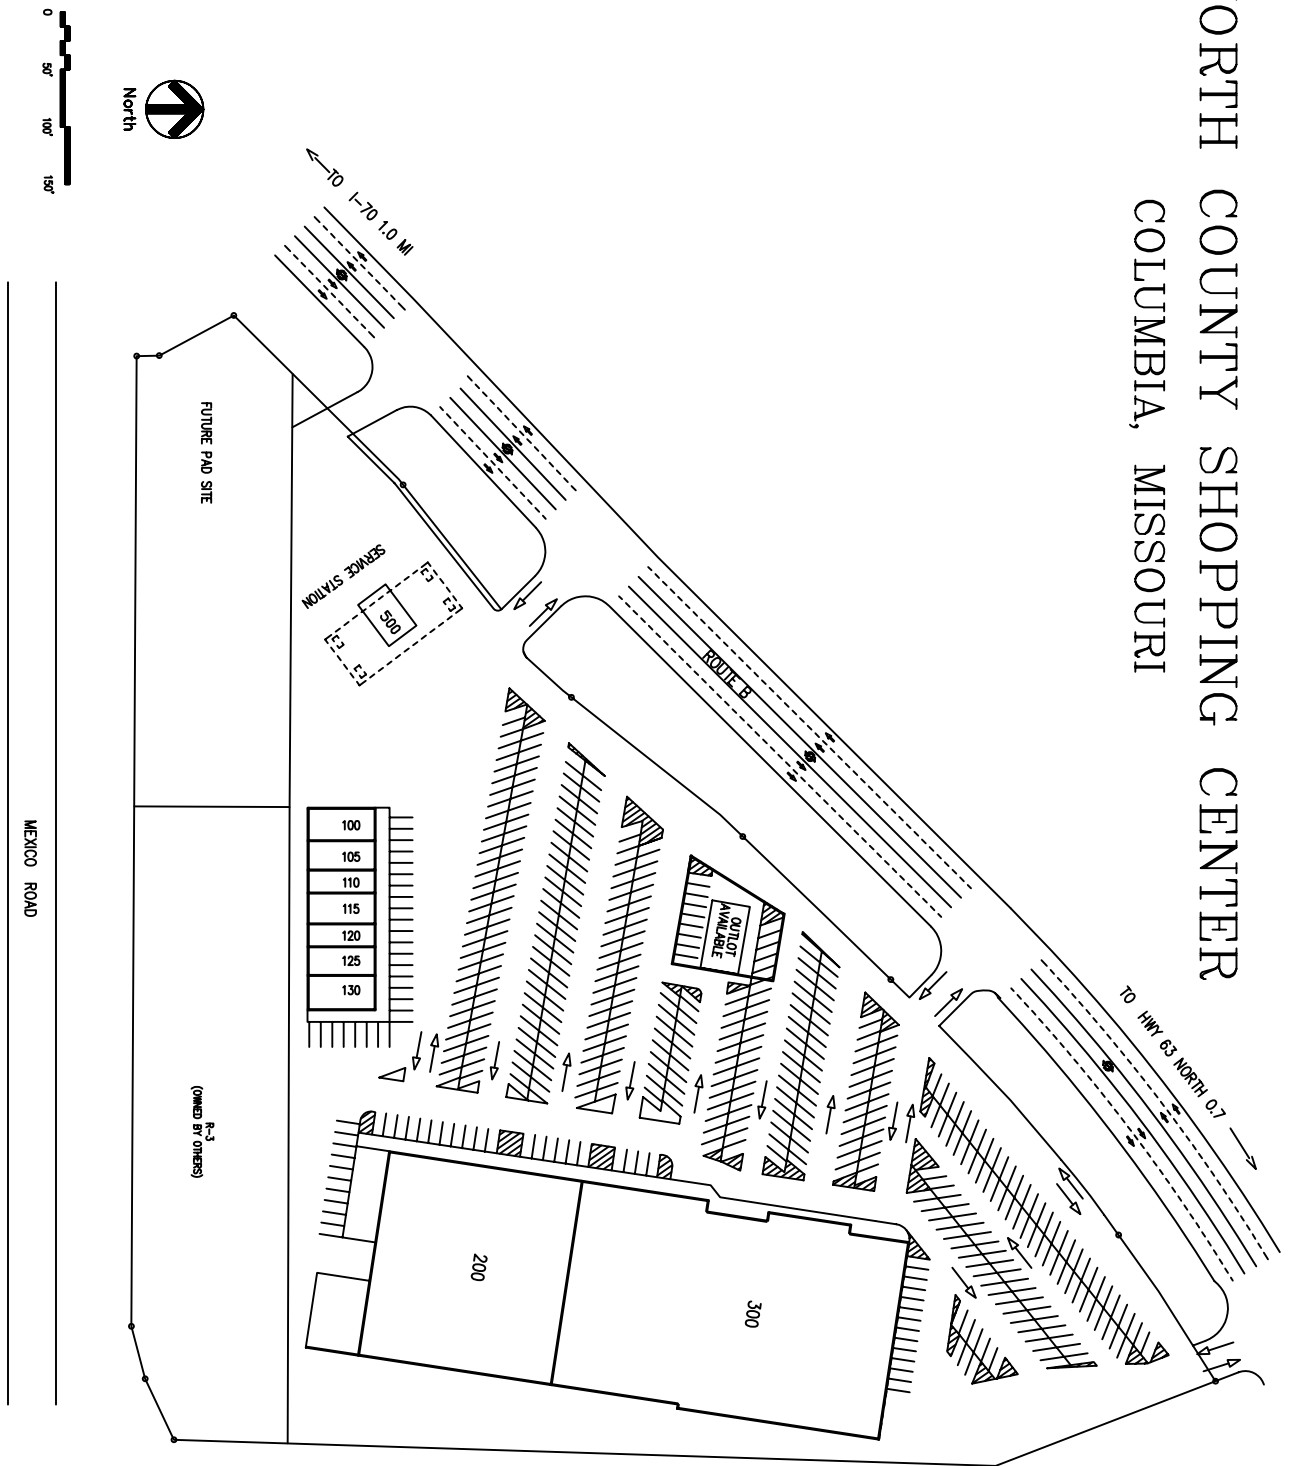 ORTH COUNTY SHOPPING CENTER
COLUMBIA, MISSOURI
0 50' 100' 150'
North
TO I-70 1.0 MI
ROUTE B
TO HWY 63 NORTH 0.7
FUTURE PAD SITE
SERVICE STATION
500
OUTLOT
AVAILABLE
100
105
110
115
120
125
130
200
300
R-3
(OWNED BY OTHERS)
MEXICO ROAD